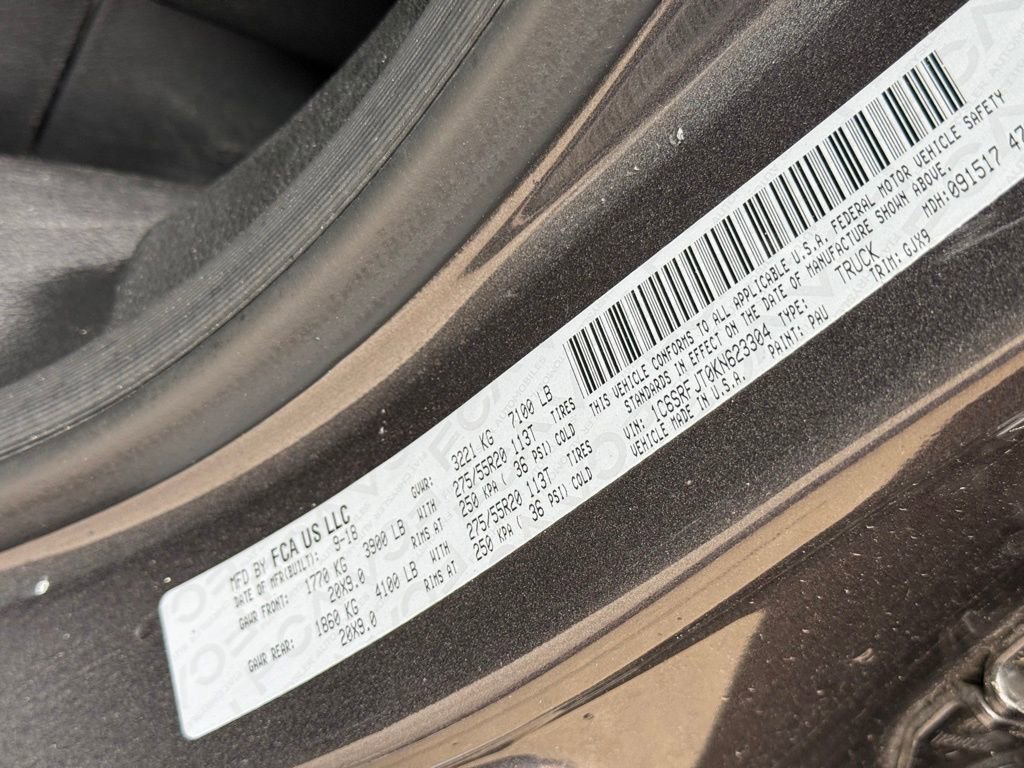 MFD BY FCA US LLC
DATE OF MFR(BUILT): 9-18
GVWR: 3221 KG 7100 LB
GAWR FRONT: 1770 KG 3900 LB WITH 275/55R20 113T TIRES
20X9.0 RIMS AT 250 KPA ( 36 PSI) COLD
GAWR REAR: 1860 KG 4100 LB WITH 275/55R20 113T TIRES
20X9.0 RIMS AT 250 KPA ( 36 PSI) COLD
THIS VEHICLE CONFORMS TO ALL APPLICABLE U.S.A. FEDERAL MOTOR VEHICLE SAFETY
STANDARDS IN EFFECT ON THE DATE OF MANUFACTURE SHOWN ABOVE.
VIN: 1C6SRFJT0KN623304 TYPE: TRUCK MDH:091517 47
VEHICLE MADE IN U.S.A. PAINT: PAU TRIM: GJX9